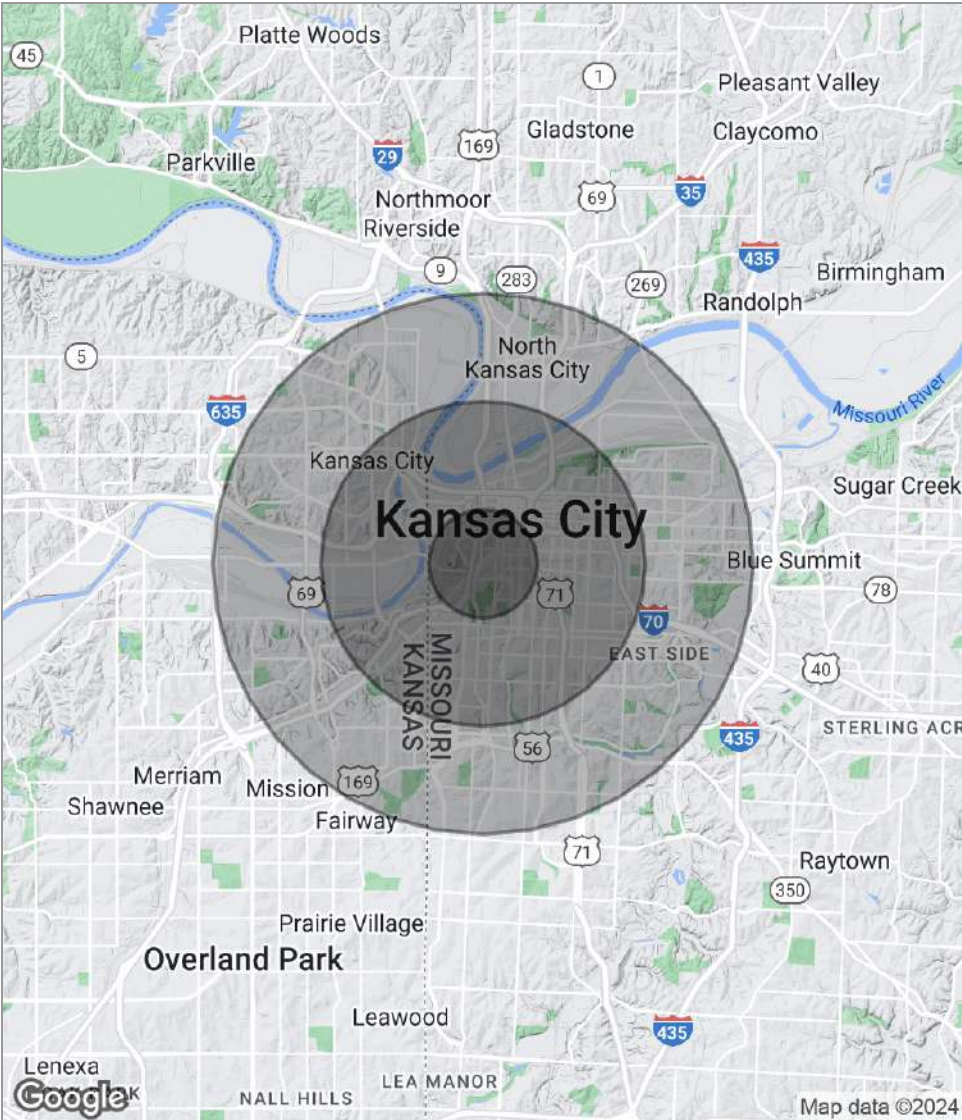 Platte Woods
45
1
Pleasant Valley
Gladstone
Claycomo
169
29
Parkville
69
35
Northmoor
Riverside
435
9
283
269
Birmingham
Randolph
5
North
Kansas City
635
Missouri River
Kansas City
Sugar Creek
Kansas City
Blue Summit
69
71
78
70
EAST SIDE
40
MISSOURI
KANSAS
STERLING ACR
435
56
Merriam
Mission
169
Shawnee
Fairway
71
Raytown
350
Prairie Village
Overland Park
Leawood
435
Lenexa
LEA MANOR
Google
NALL HILLS
Map data ©2024